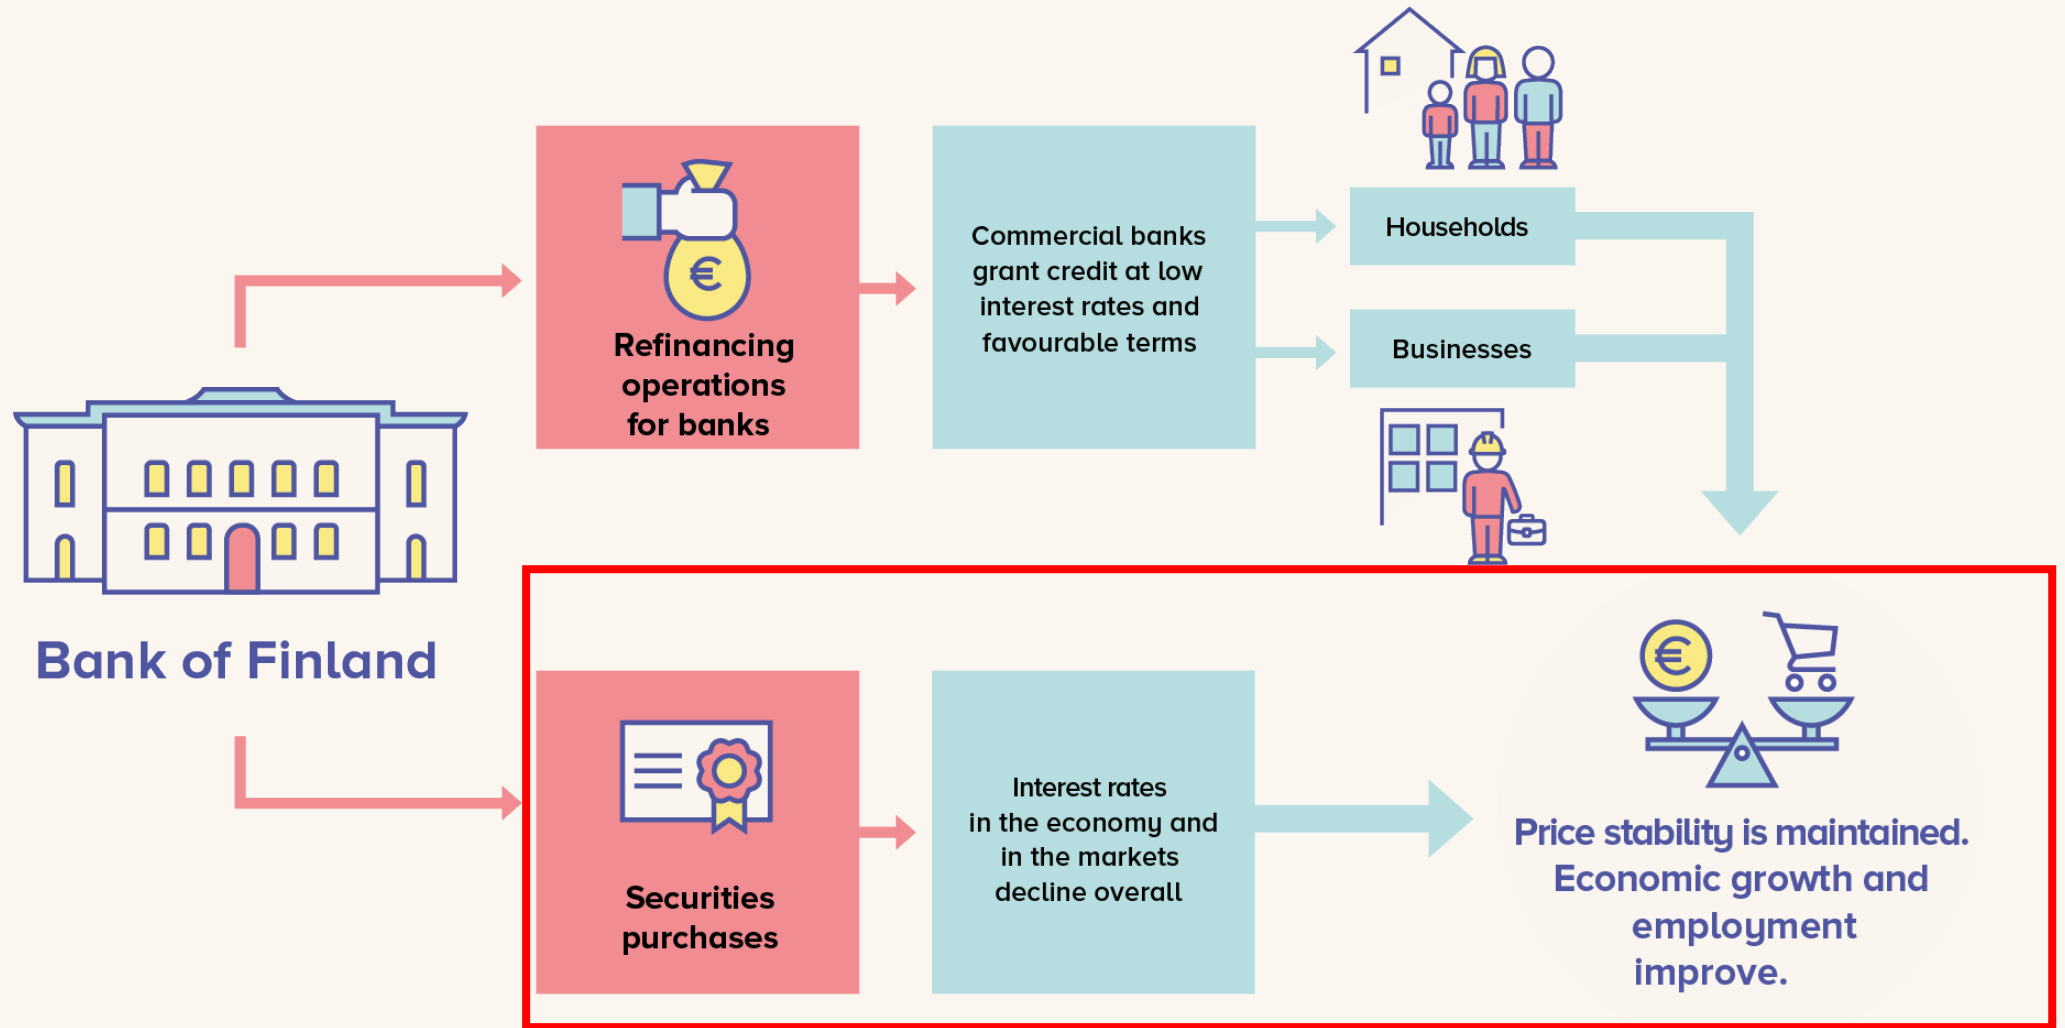 Bank of Finland
€
Refinancing
operations
for banks
Commercial banks
grant credit at low
interest rates and
favourable terms
Households
Businesses
Securities
purchases
Interest rates
in the economy and
in the markets
decline overall
€
Price stability is maintained.
Economic growth and
employment
improve.